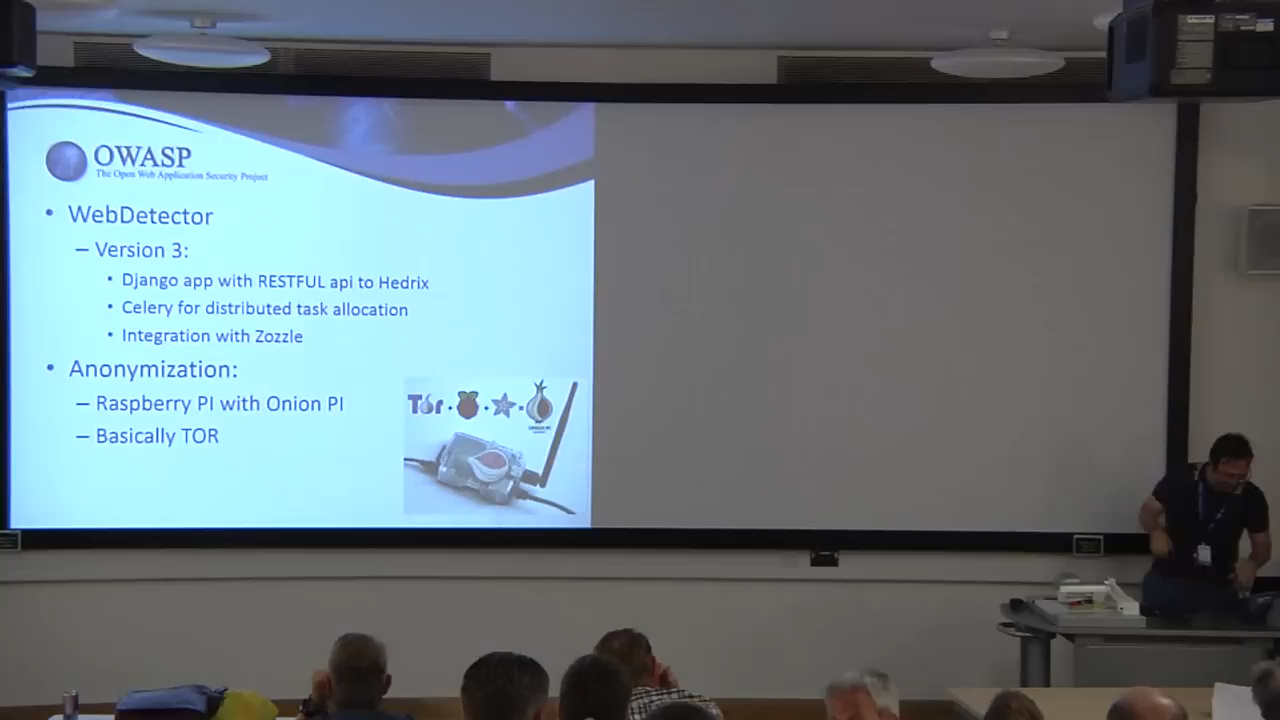 OWASP
The Open Web Application Security Project
• WebDetector
– Version 3:
• Django app with RESTFUL api to Hedrix
• Celery for distributed task allocation
• Integration with Zozzle
• Anonymization:
– Raspberry PI with Onion PI
– Basically TOR
Tor